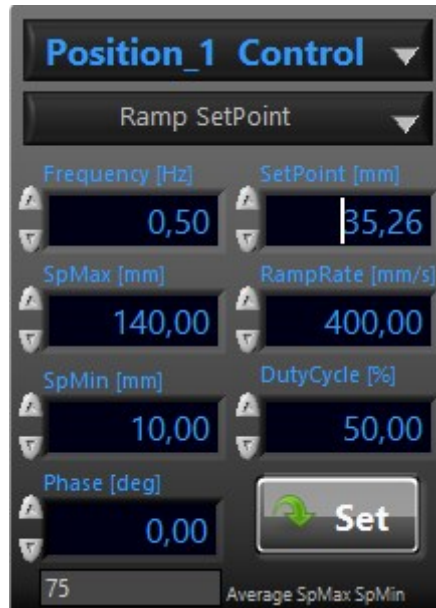 Position_1 Control
Ramp SetPoint
Frequency [Hz] SetPoint [mm]
0,50 35,26
SpMax [mm] RampRate [mm/s]
140,00 400,00
SpMin [mm] DutyCycle [%]
10,00 50,00
Phase [deg]
0,00 Set
75 Average SpMax SpMin